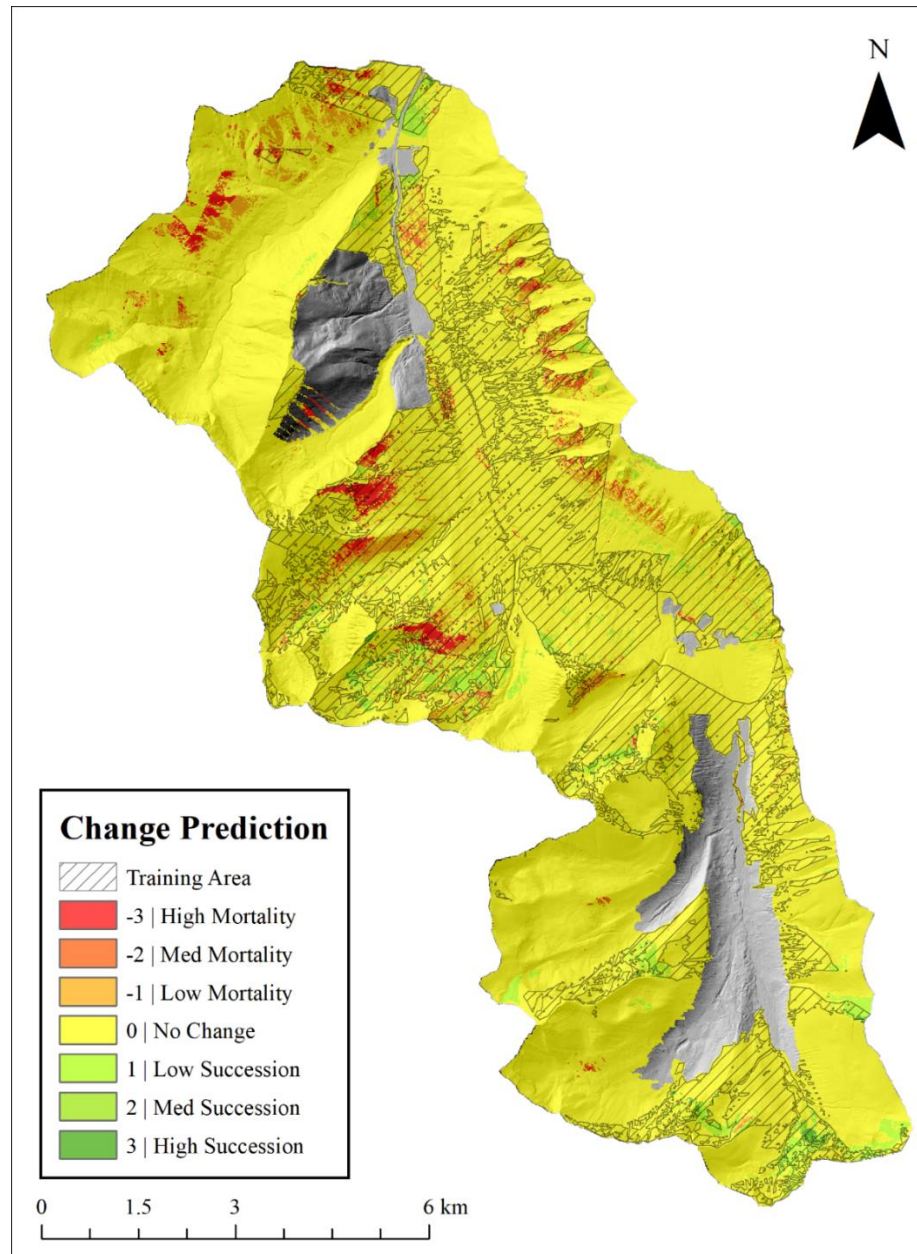 N
Change Prediction
Training Area
-3 | High Mortality
-2 | Med Mortality
-1 | Low Mortality
0 | No Change
1 | Low Succession
2 | Med Succession
3 | High Succession
0 1.5 3 6 km